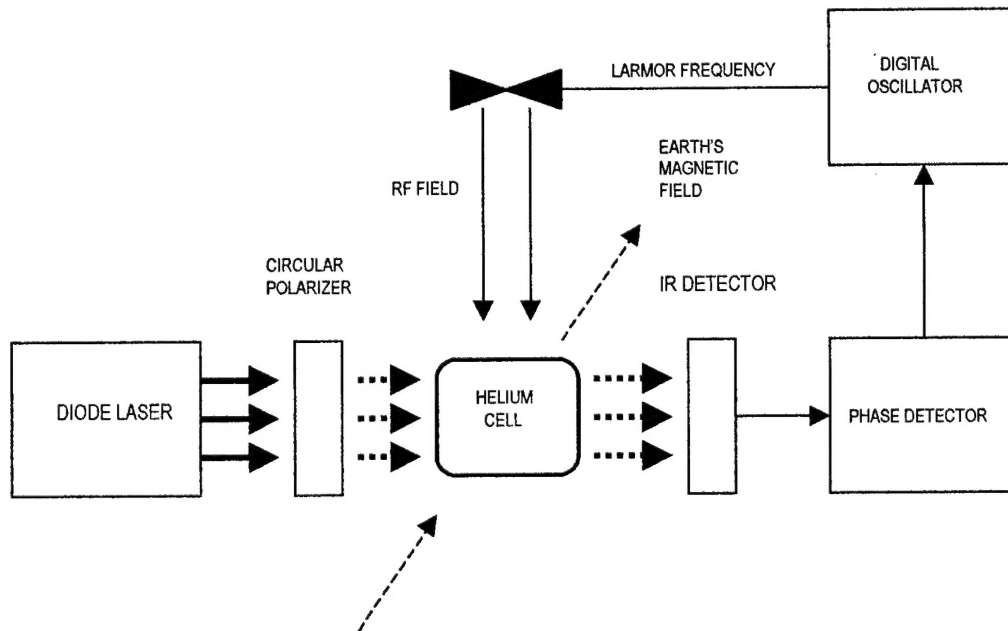 DIGITAL
OSCILLATOR
LARMOR FREQUENCY
EARTH'S
MAGNETIC
FIELD
RF FIELD
CIRCULAR
POLARIZER
IR DETECTOR
DIODE LASER
HELIUM
CELL
PHASE DETECTOR